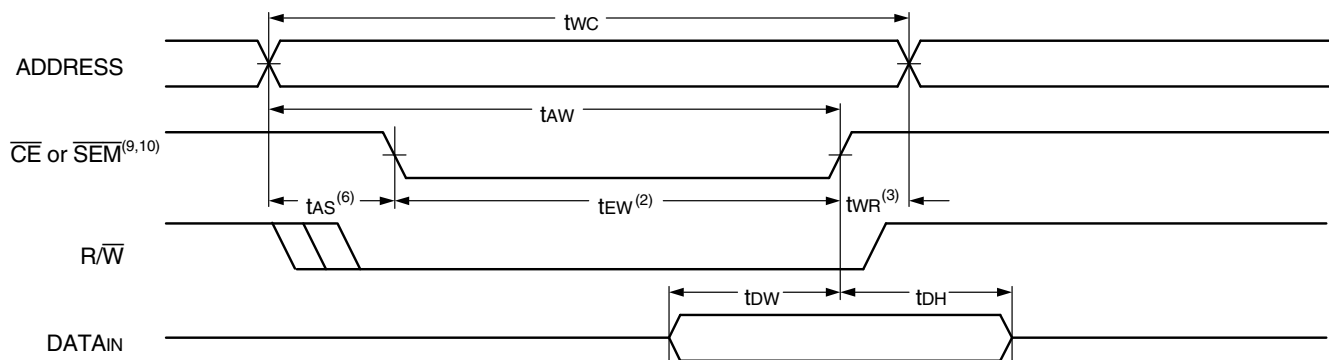 tWC
ADDRESS
tAW
CE or SEM(9,10)
tAS(6)
tEW(2)
tWR(3)
R/W
tDW
tDH
DATAIN